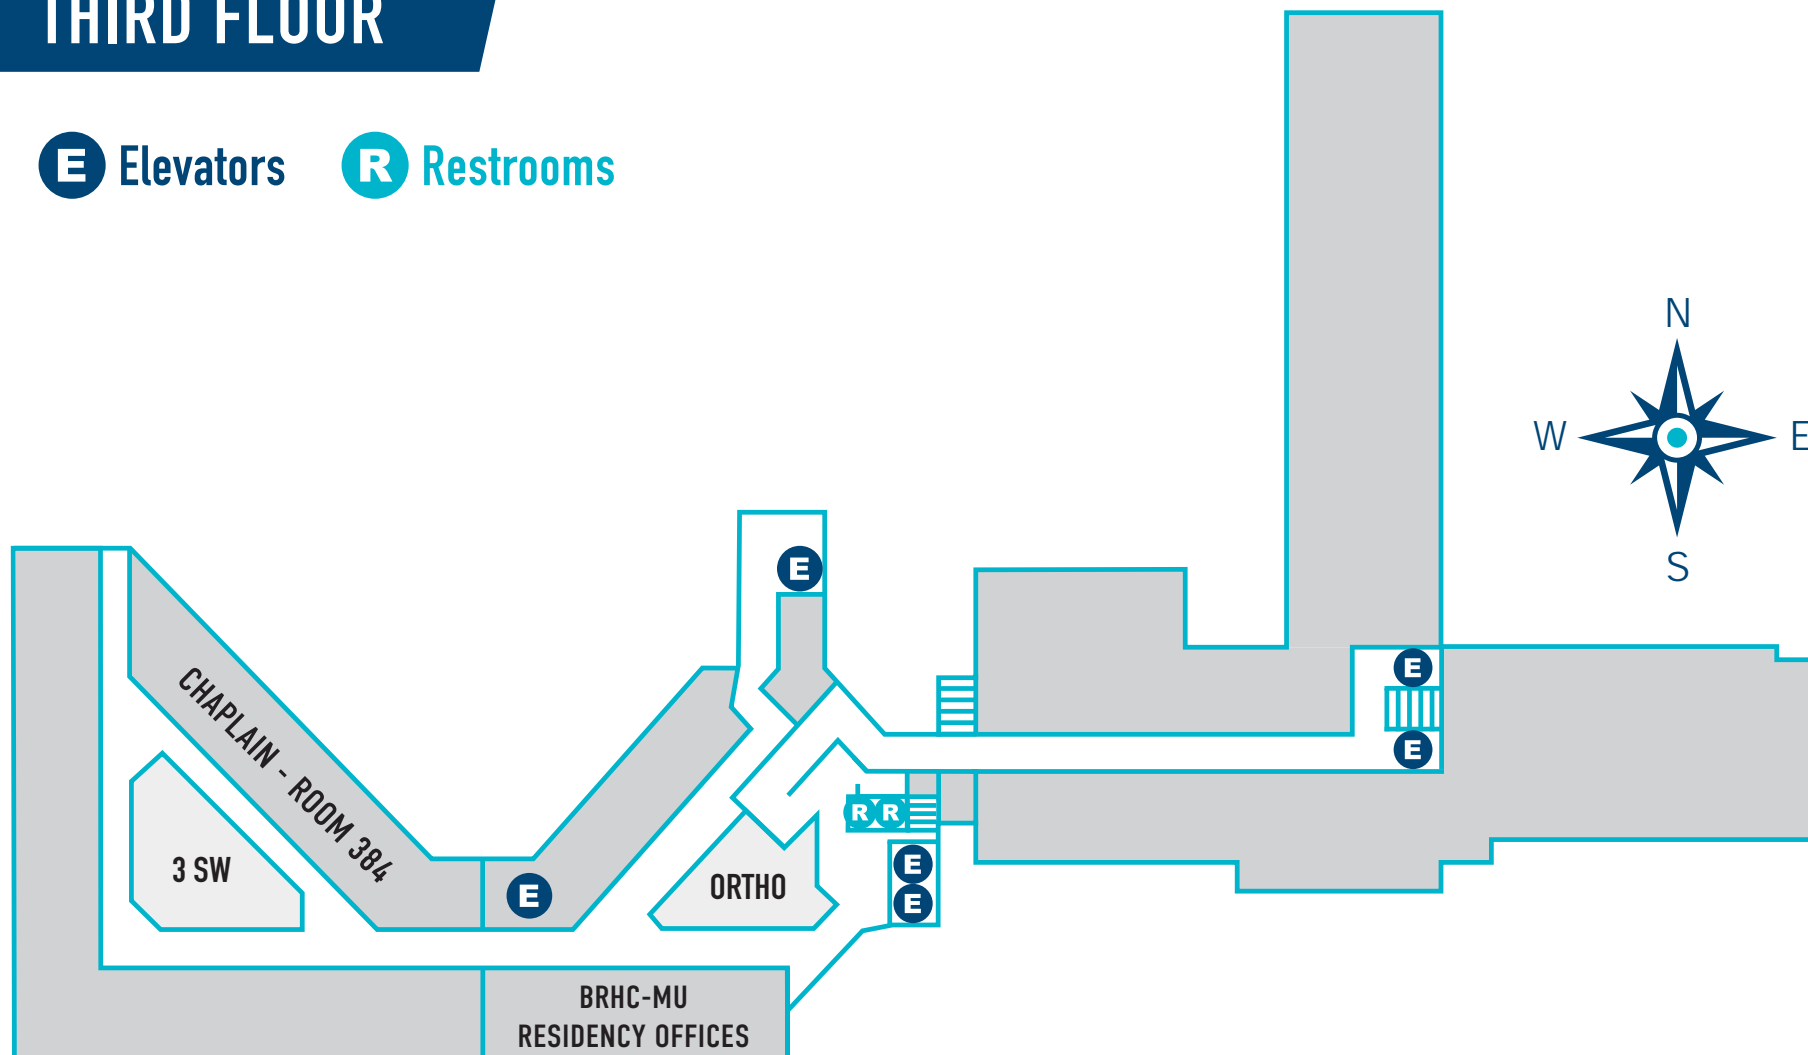 THIRD FLOOR
E Elevators
R Restrooms
N
W
E
S
E
E
E
CHAPLAIN - ROOM 384
R R
3 SW
E
ORTHO
E
E
BRHC-MU
RESIDENCY OFFICES